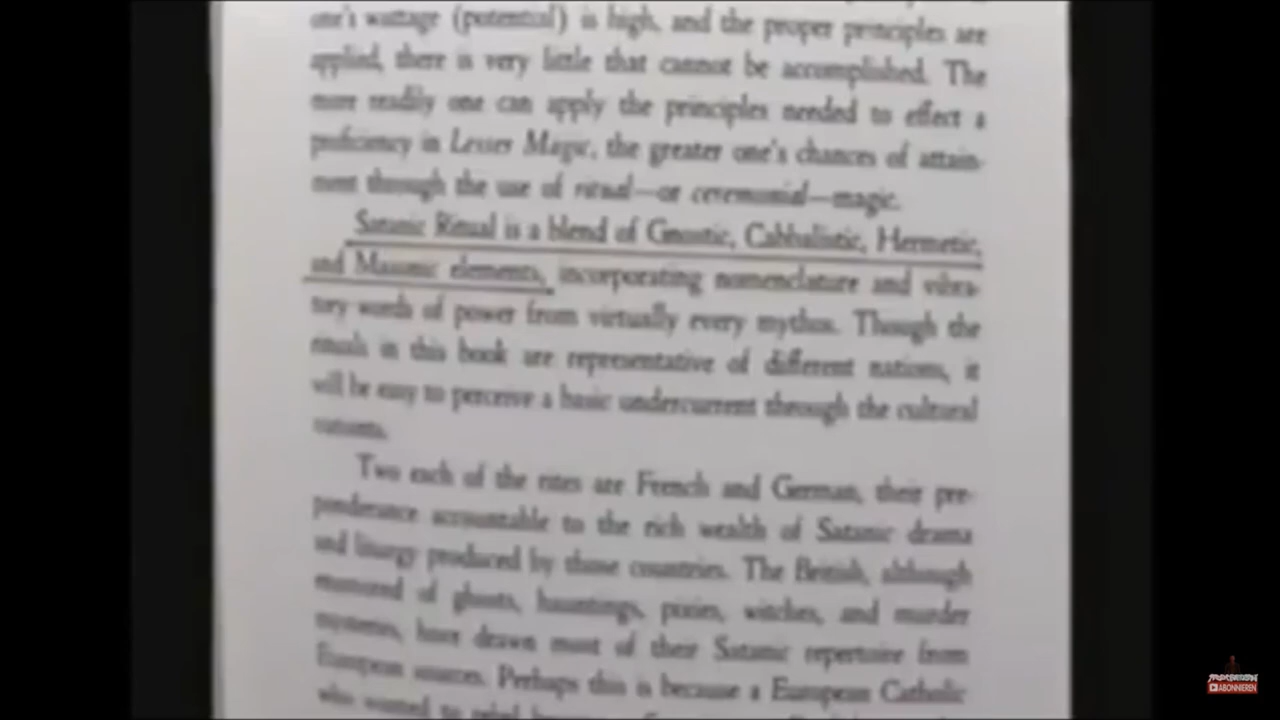 one's wattage (potential) is high, and the proper principles are
applied, there is very little that cannot be accomplished. The
more readily one can apply the principles needed to effect a
proficiency in Lesser Magic, the greater one's chances of attain-
ment through the use of ritual—or ceremonial—magic.
Satanic Ritual is a blend of Gnostic, Cabbalistic, Hermetic,
and Masonic elements, incorporating nomenclature and vibra-
tory words of power from virtually every mythos. Though the
rituals in this book are representative of different nations, it
will be easy to perceive a basic undercurrent through the cultural
variants.
Two each of the rites are French and German, their pre-
ponderance accountable to the rich wealth of Satanic drama
and liturgy produced by those countries. The British, although
enamored of ghosts, hauntings, pixies, witches, and murder
mysteries, have drawn most of their Satanic repertoire from
European sources. Perhaps this is because a European Catholic
who wanted to rebel
ABONNIEREN